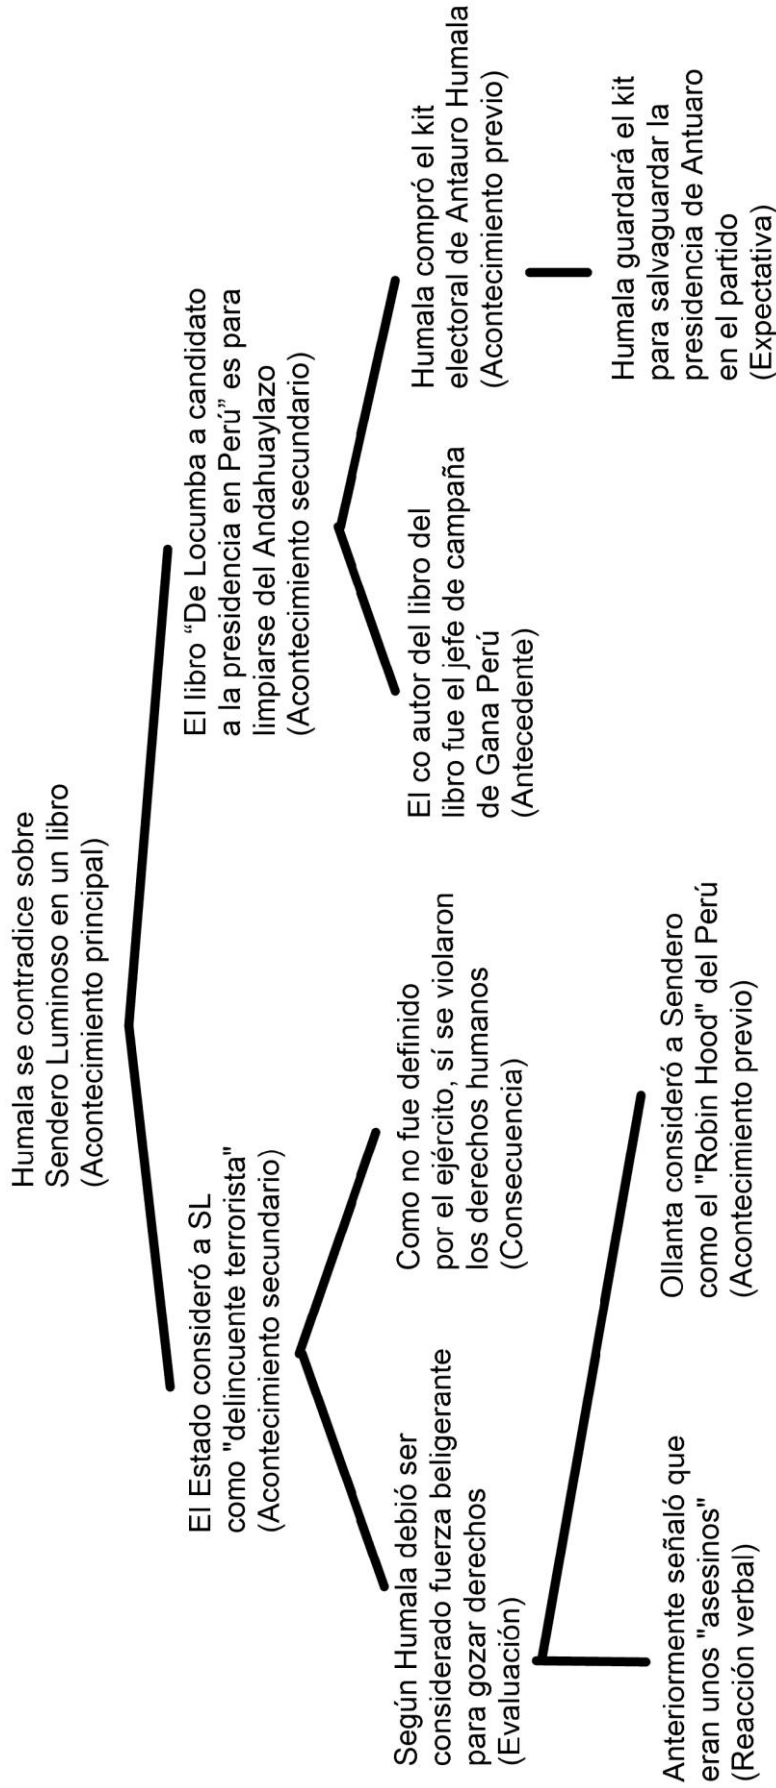 Humala se contradice sobre
Sendero Luminoso en un libro
(Acontecimiento principal)
El Estado consideró a SL
como "delincuente terrorista"
(Acontecimiento secundario)
El libro “De Locumba a candidato
a la presidencia en Perú” es para
limpiarse del Andahuaylazo
(Acontecimiento secundario)
Según Humala debió ser
considerado fuerza beligerante
para gozar derechos
(Evaluación)
Como no fue definido
por el ejército, sí se violaron
los derechos humanos
(Consecuencia)
El co autor del libro del
libro fue el jefe de campaña
de Gana Perú
(Antecedente)
Humala compró el kit
electoral de Antauro Humala
(Acontecimiento previo)
Anteriormente señaló que
eran unos "asesinos"
(Reacción verbal)
Ollanta consideró a Sendero
como el "Robin Hood" del Perú
(Acontecimiento previo)
Humala guardará el kit
para salvaguardar la
presidencia de Antuaro
en el partido
(Expectativa)